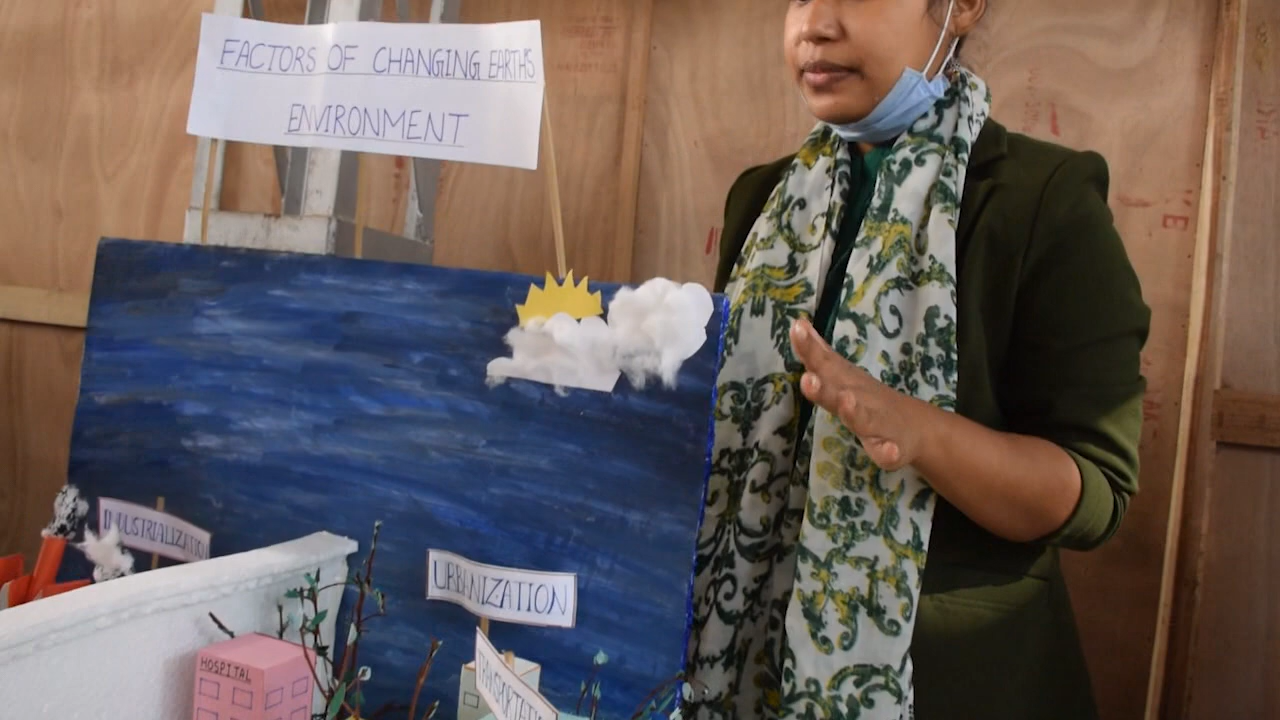 FACTORS OF CHANGING EARTH'S
ENVIRONMENT
INDUSTRIALIZATION
URBANIZATION
HOSPITAL